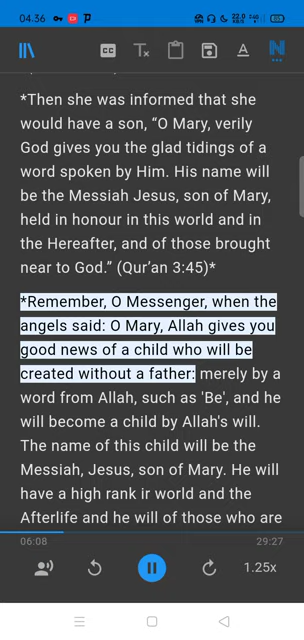 04.36
22.0 KB/s
CC
*Then she was informed that she
would have a son, “O Mary, verily
God gives you the glad tidings of a
word spoken by Him. His name will
be the Messiah Jesus, son of Mary,
held in honour in this world and in
the Hereafter, and of those brought
near to God.” (Qur’an 3:45)*
*Remember, O Messenger, when the
angels said: O Mary, Allah gives you
good news of a child who will be
created without a father: merely by a
word from Allah, such as 'Be', and he
will become a child by Allah's will.
The name of this child will be the
Messiah, Jesus, son of Mary. He will
have a high rank ir world and the
Afterlife and he will of those who are
06:08
29:27
1.25x